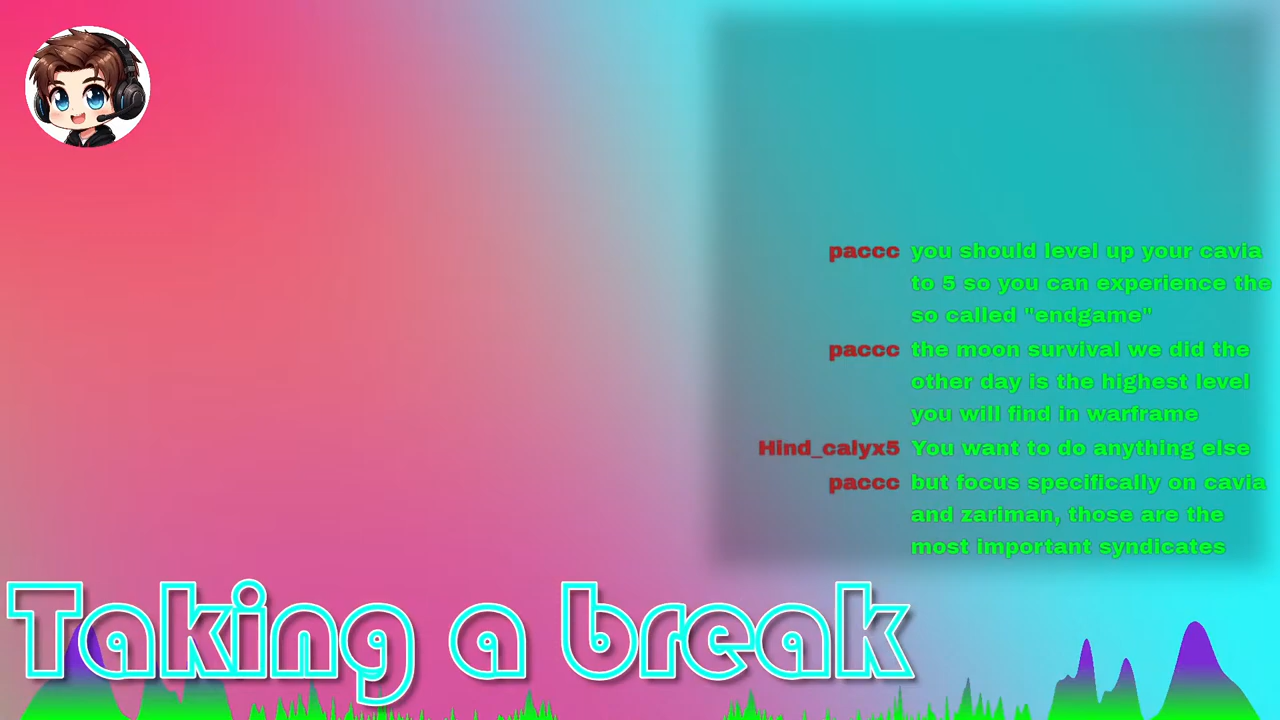 paccc you should level up your cavia
to 5 so you can experience the
so called "endgame"
paccc the moon survival we did the
other day is the highest level
you will find in warframe
Hind_calyx5 You want to do anything else
paccc but focus specifically on cavia
and zariman, those are the
most important syndicates
Taking a break